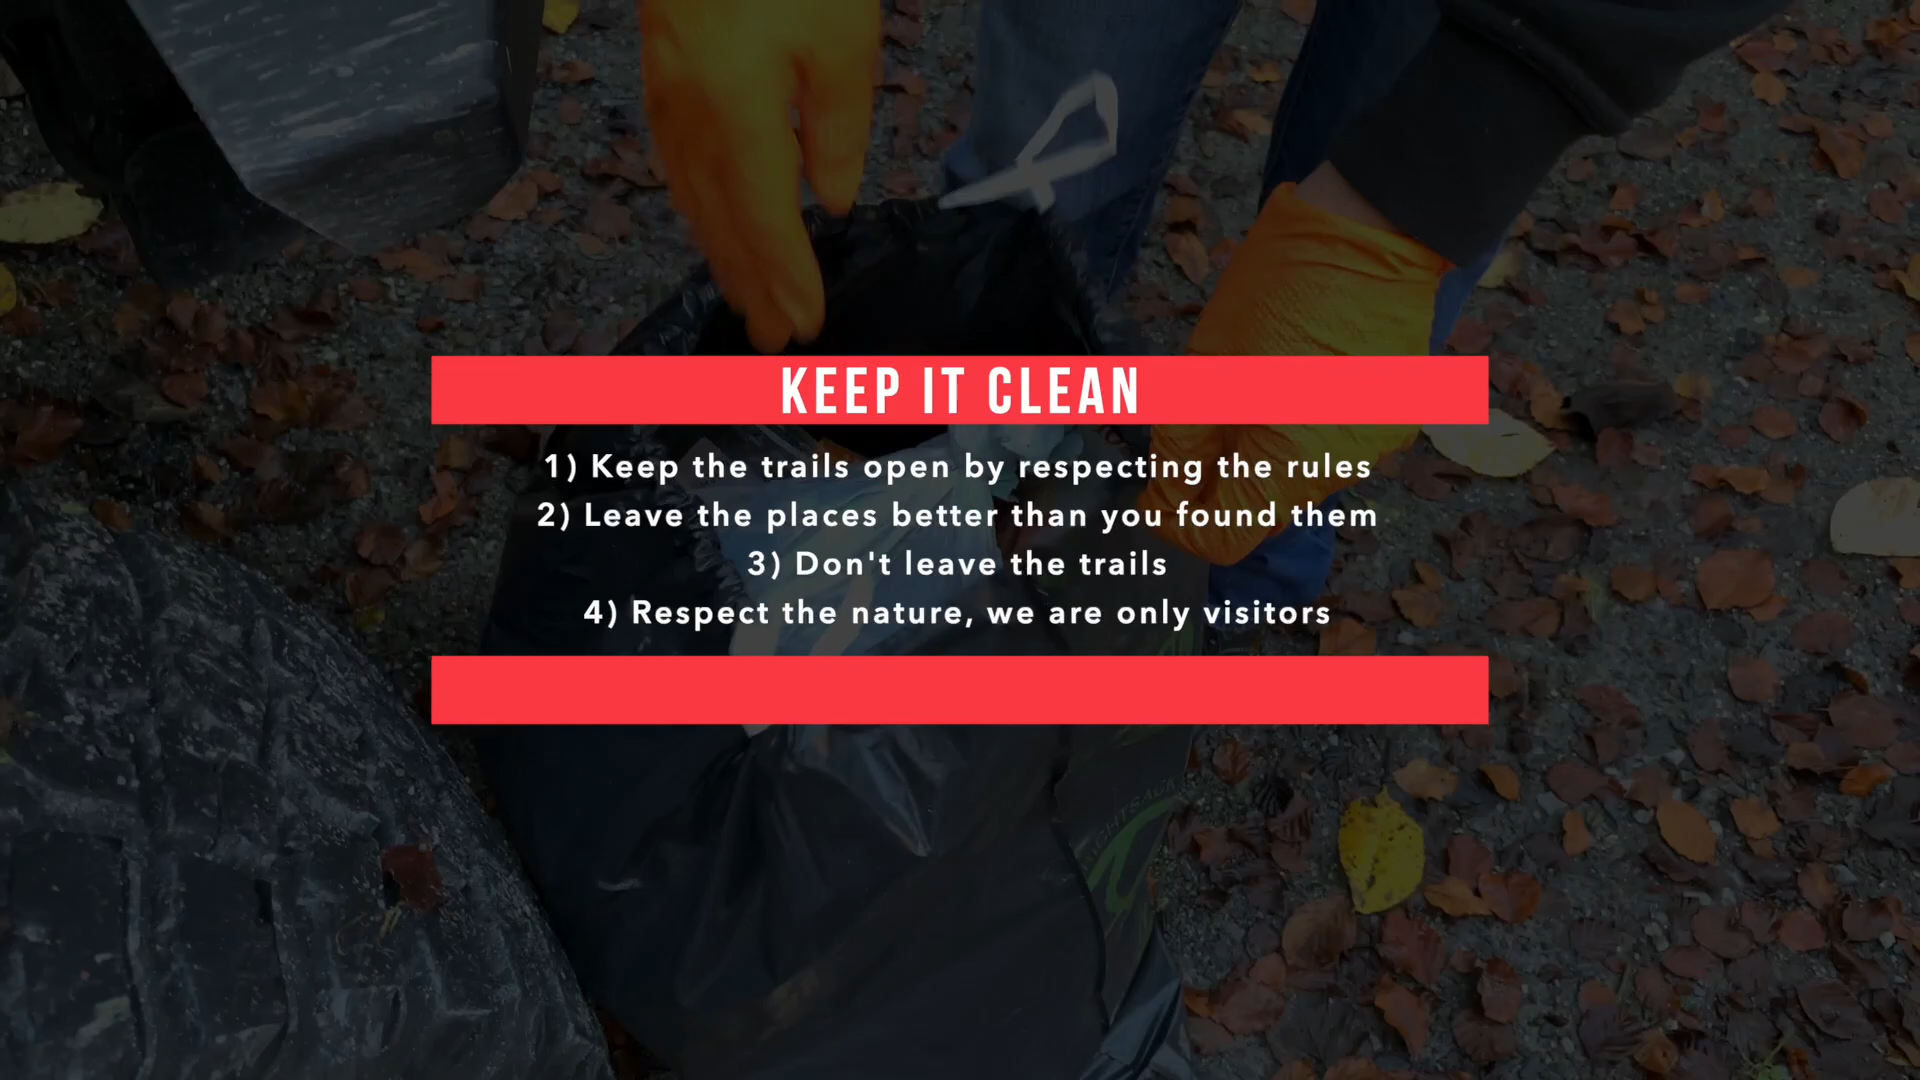 KEEP IT CLEAN
1) Keep the trails open by respecting the rules
2) Leave the places better than you found them
3) Don't leave the trails
4) Respect the nature, we are only visitors